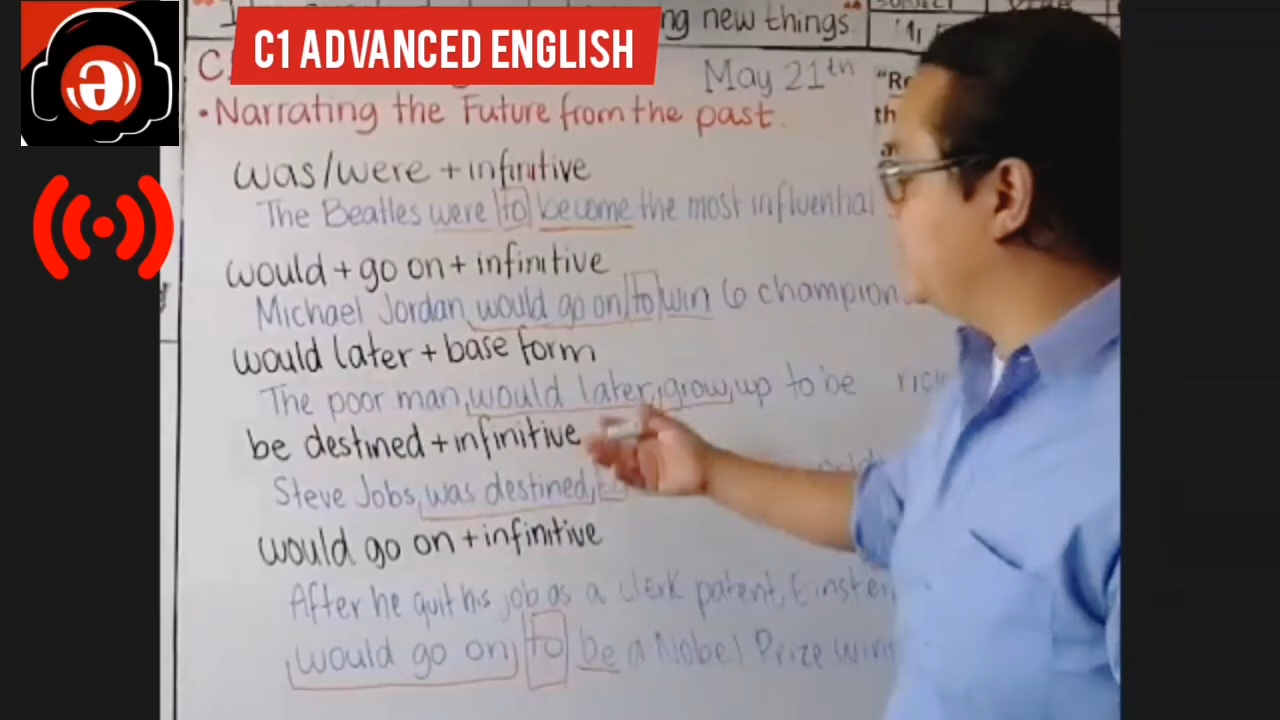 ng new things.
C1 ADVANCED ENGLISH
ə
May 21th
"Re
• Narrating the Future from the past.
th
was/were + infinitive
The Beatles were to become the most influential
would + go on + infinitive
Michael Jordan would go on to win 6 champion
would later + base form
The poor man would later grow up to be
be destined + infinitive
Steve Jobs was destined
would go on + infinitive
After he quit his job as a clerk patent, Einstein
would go on to be a Nobel Prize winn